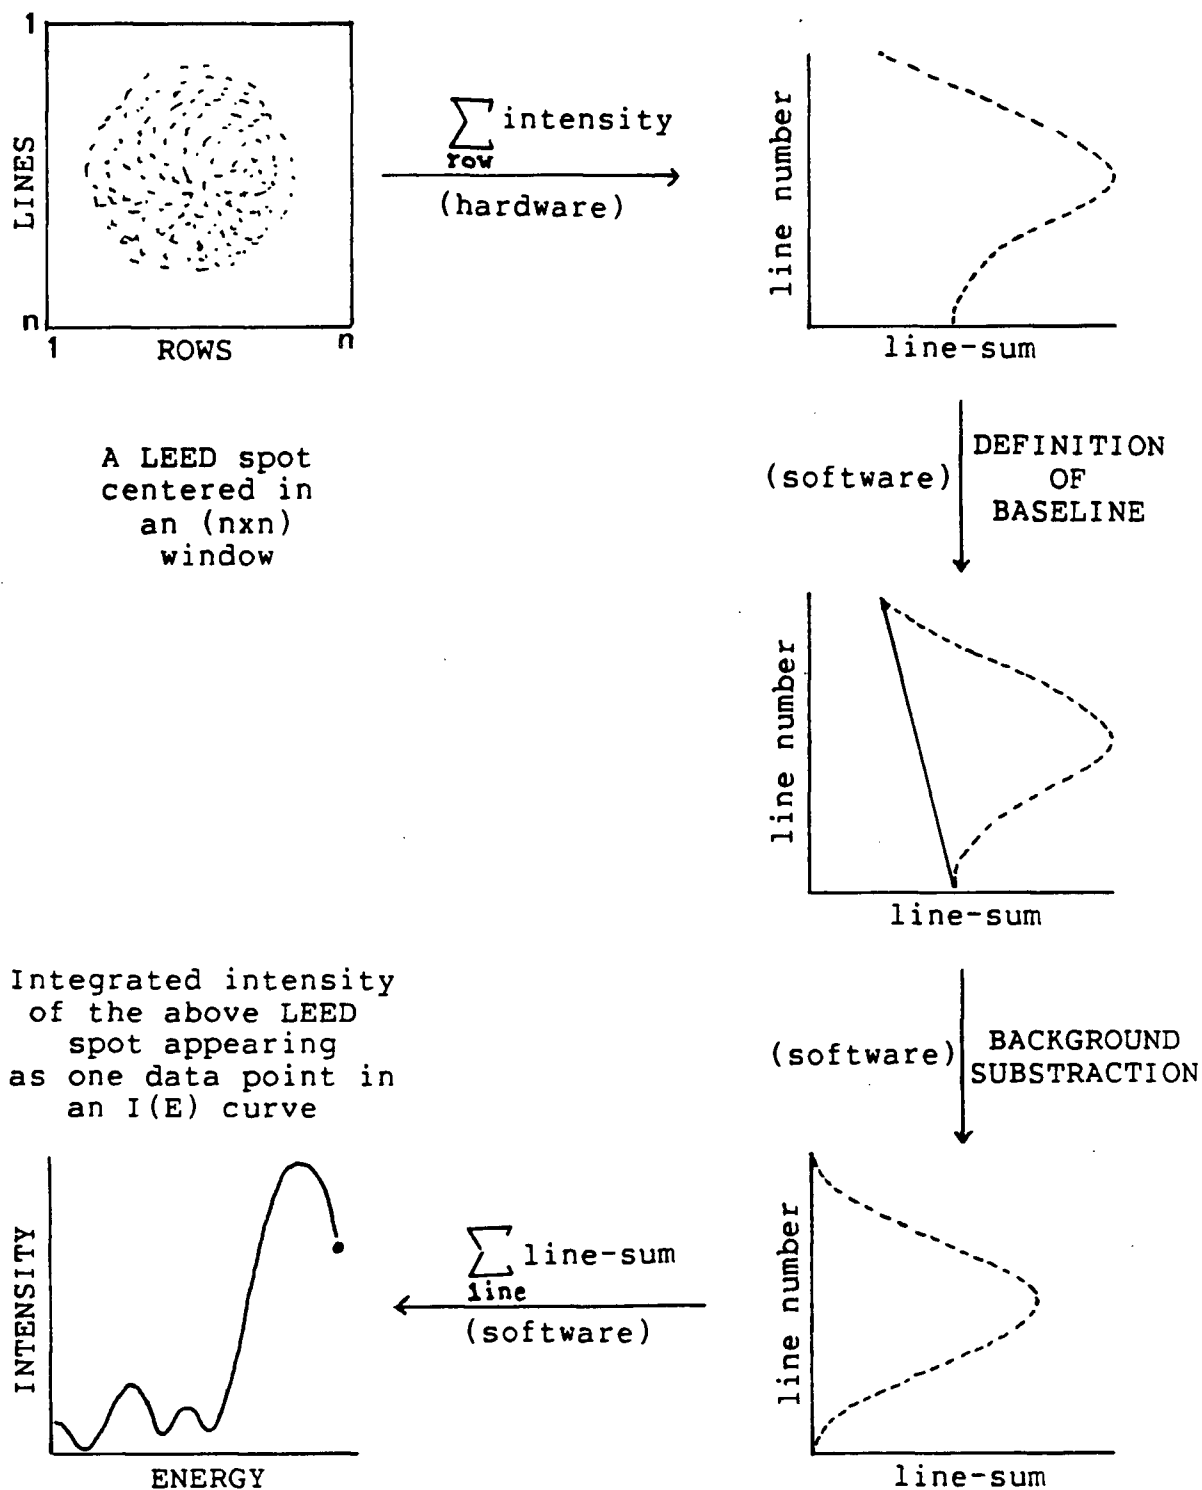 1
LINES
n
1
ROWS
n
∑ intensity
row
(hardware)
line number
line-sum
A LEED spot
centered in
an (nxn)
window
(software)
DEFINITION
OF
BASELINE
line number
line-sum
(software)
BACKGROUND
SUBSTRACTION
Integrated intensity
of the above LEED
spot appearing
as one data point in
an I(E) curve
INTENSITY
ENERGY
∑ line-sum
line
(software)
line number
line-sum